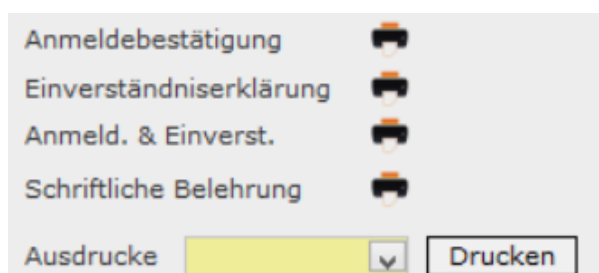 Anmeldebestätigung
Einverständniserklärung
Anmeld. & Einverst.
Schriftliche Belehrung
Ausdrucke Drucken